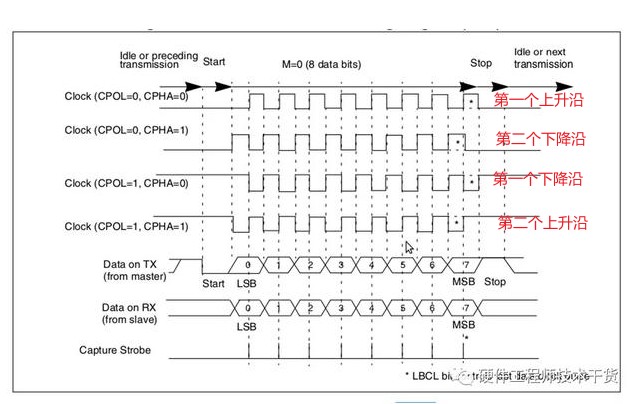 Idle or preceding
transmission
Start
M=0 (8 data bits)
Stop
Idle or next
transmission
Clock (CPOL=0, CPHA=0)
* 第一个上升沿
Clock (CPOL=0, CPHA=1)
* 第二个下降沿
Clock (CPOL=1, CPHA=0)
* 第一个下降沿
Clock (CPOL=1, CPHA=1)
* 第二个上升沿
Data on TX
(from master)
0 1 2 3 4 5 6 7
Start LSB MSB Stop
Data on RX
(from slave)
0 1 2 3 4 5 6 7
LSB MSB
*
Capture Strobe
* LBCL bit
硬件工程师技术干货